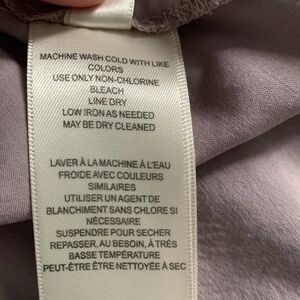 MACHINE WASH COLD WITH LIKE
COLORS
USE ONLY NON-CHLORINE
BLEACH
LINE DRY
LOW IRON AS NEEDED
MAY BE DRY CLEANED
LAVER À LA MACHINE À L'EAU
FROIDE AVEC COULEURS
SIMILAIRES
UTILISER UN AGENT DE
BLANCHIMENT SANS CHLORE SI
NÉCESSAIRE
SUSPENDRE POUR SÉCHER
REPASSER, AU BESOIN, À TRÉS
BASSE TEMPÉRATURE
PEUT-ÊTRE ÊTRE NETTOYÉE À SEC